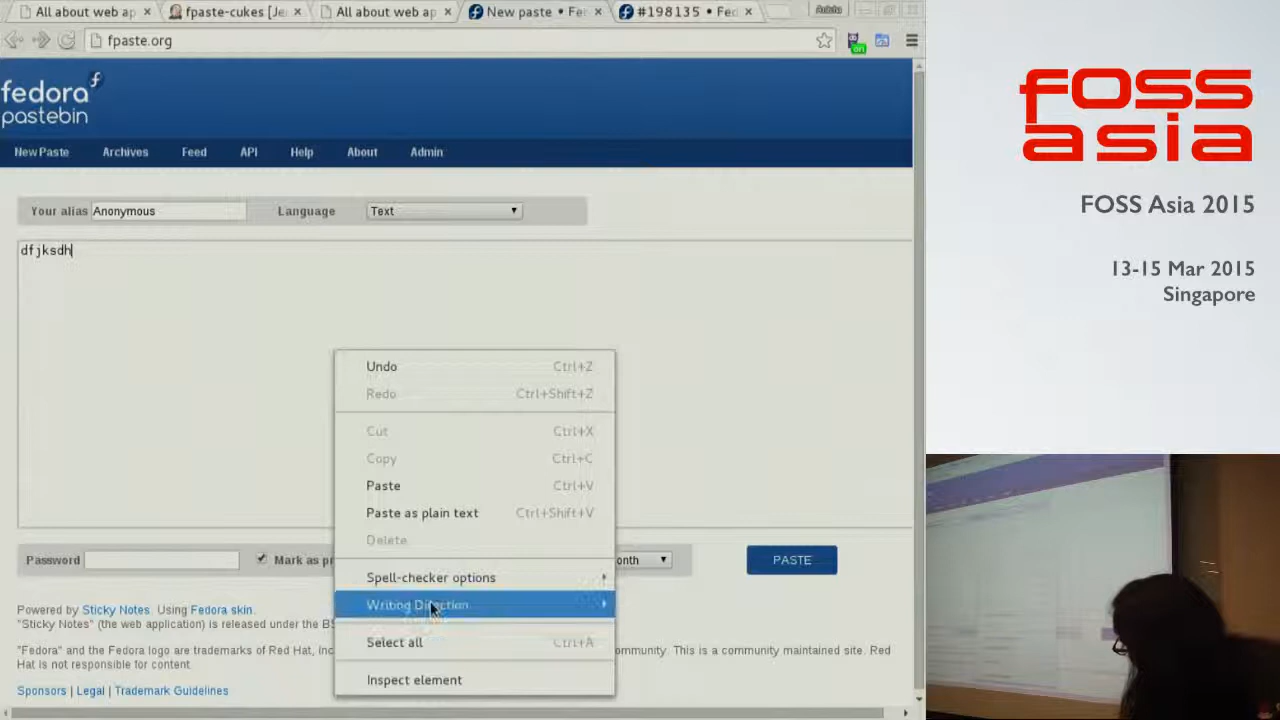 All about web ap
fpaste-cukes [Je
All about web ap
New paste • Fe
#198135 • Fed
fpaste.org
on
fedora
pastebin
New Paste Archives Feed API Help About Admin
Your alias Anonymous Language Text
dfjksdh
Undo Ctrl+Z
Redo Ctrl+Shift+Z
Cut Ctrl+X
Copy Ctrl+C
Paste Ctrl+V
Paste as plain text Ctrl+Shift+V
Delete
Spell-checker options
Writing Direction
Select all Ctrl+A
Inspect element
Password Mark as pr onth PASTE
Powered by Sticky Notes. Using Fedora skin.
"Sticky Notes" (the web application) is released under the BS
"Fedora" and the Fedora logo are trademarks of Red Hat, Inc ommunity. This is a community maintained site. Red
Hat is not responsible for content
Sponsors | Legal | Trademark Guidelines
FOSS
ASIA
FOSS Asia 2015
13-15 Mar 2015
Singapore